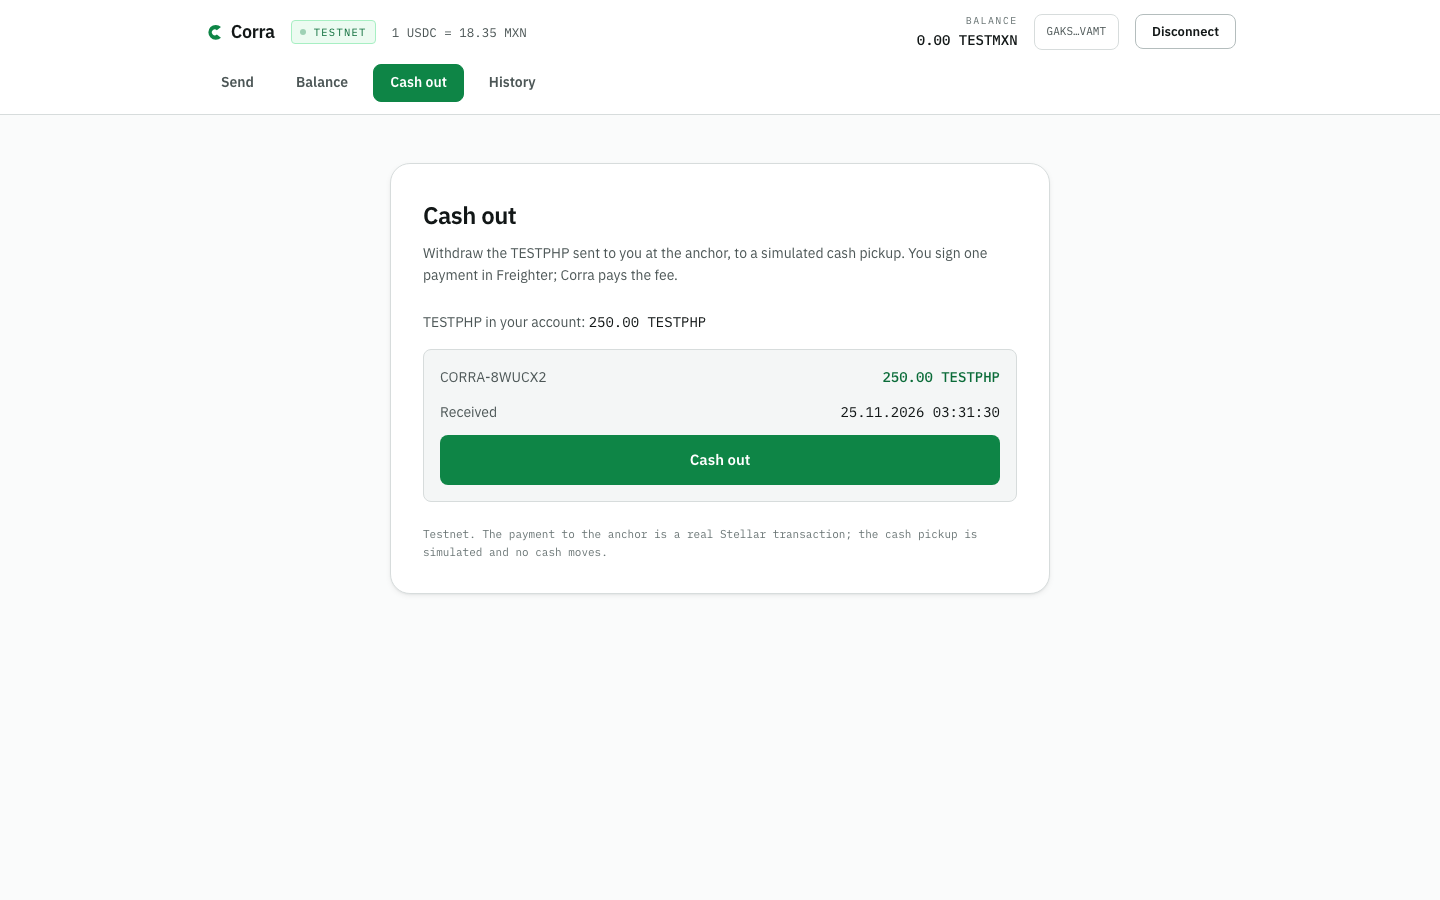 Corra
TESTNET
1 USDC = 18.35 MXN
BALANCE
0.00 TESTMXN
GAKS…VAMT
Disconnect
Send
Balance
Cash out
History
Cash out
Withdraw the TESTPHP sent to you at the anchor, to a simulated cash pickup. You sign one
payment in Freighter; Corra pays the fee.
TESTPHP in your account: 250.00 TESTPHP
CORRA-8WUCX2
250.00 TESTPHP
Received
25.11.2026 03:31:30
Cash out
Testnet. The payment to the anchor is a real Stellar transaction; the cash pickup is
simulated and no cash moves.